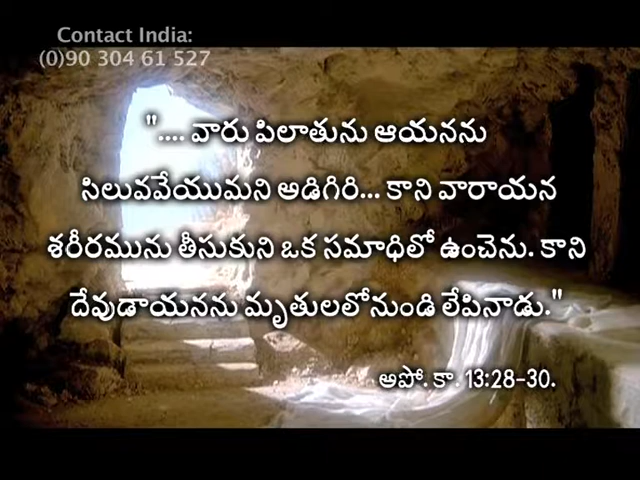 Contact India:
(0)90 304 61 527
".... వారు పిలాతును ఆయనను
సిలువవేయుమని అడిగిరి... కాని వారాయన
శరీరమును తీసుకుని ఒక సమాధిలో ఉంచెను. కాని
దేవుడాయనను మృతులలోనుండి లేపినాడు."
అపో. కా. 13:28-30.